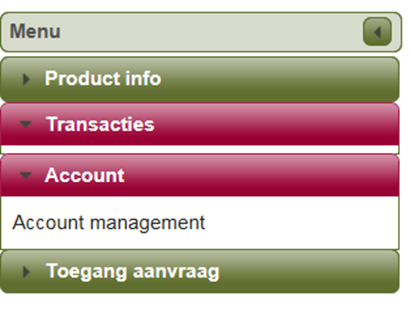 Menu
Product info
Transacties
Account
Account management
Toegang aanvraag